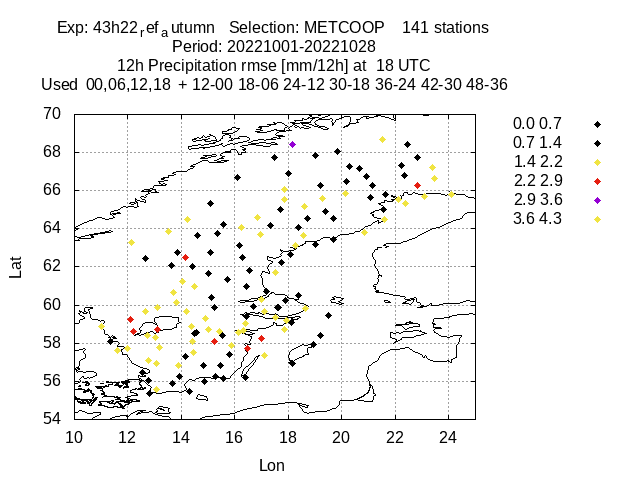 Exp: 43h22ref a utumn   Selection: METCOOP    141 stations
Period: 20221001-20221028
12h Precipitation rmse [mm/12h] at  18 UTC
Used  00,06,12,18  + 12-00 18-06 24-12 30-18 36-24 42-30 48-36
70
68
66
64
62
60
58
56
54
10 12 14 16 18 20 22 24
Lat
Lon
0.0 0.7
0.7 1.4
1.4 2.2
2.2 2.9
2.9 3.6
3.6 4.3